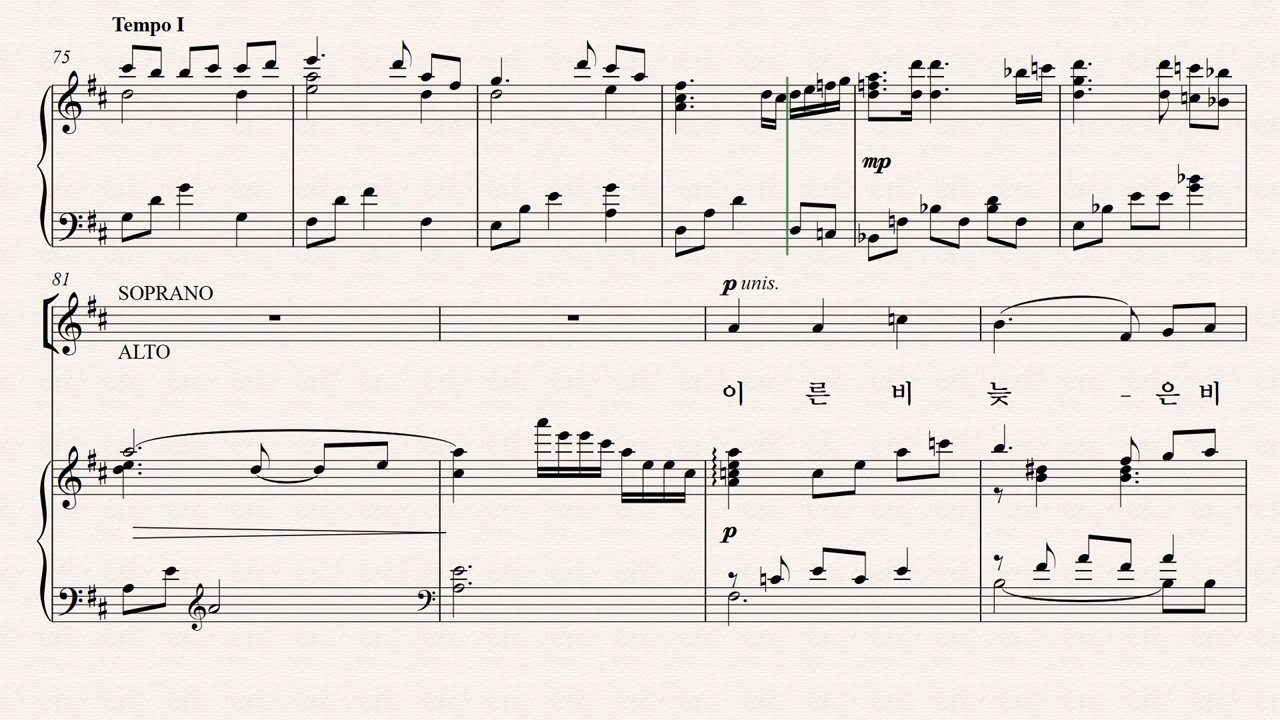 Tempo I
75
mp
81
SOPRANO
p unis.
ALTO
이 른 비 늦 - 은 비
p